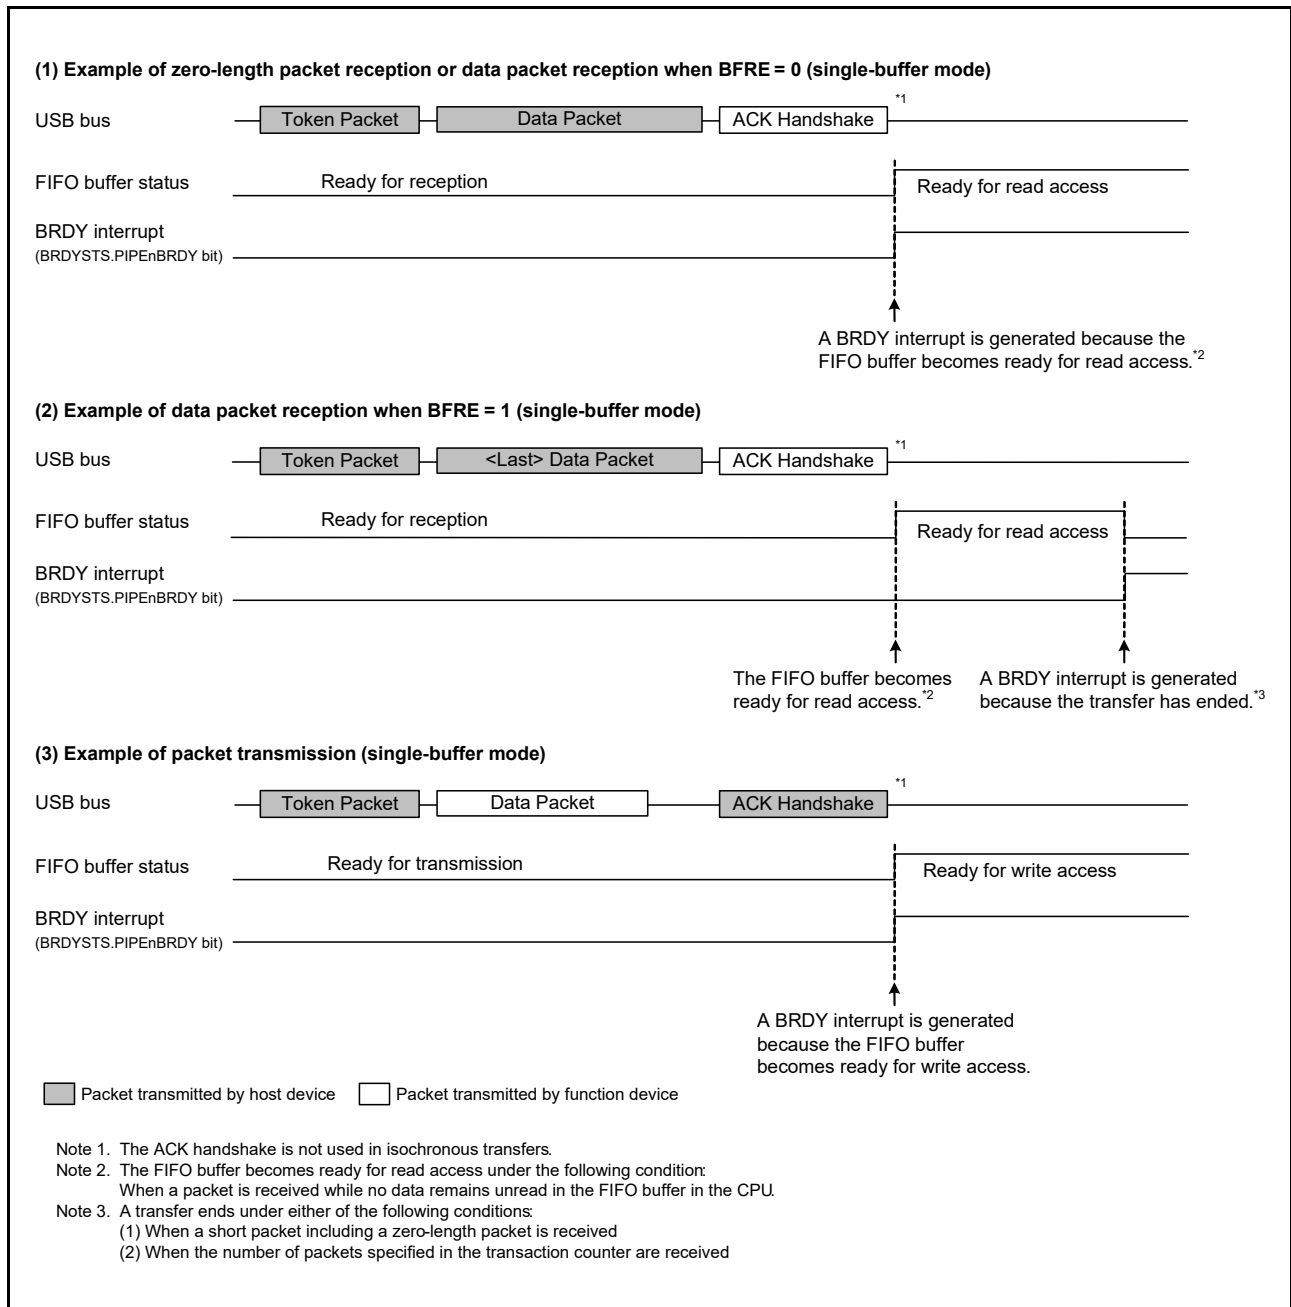 (1) Example of zero-length packet reception or data packet reception when BFRE = 0 (single-buffer mode)
USB bus
Token Packet
Data Packet
ACK Handshake
*1
FIFO buffer status
Ready for reception
Ready for read access
BRDY interrupt
(BRDYSTS.PIPEnBRDY bit)
A BRDY interrupt is generated because the
FIFO buffer becomes ready for read access.*2
(2) Example of data packet reception when BFRE = 1 (single-buffer mode)
USB bus
Token Packet
<Last> Data Packet
ACK Handshake
*1
FIFO buffer status
Ready for reception
Ready for read access
BRDY interrupt
(BRDYSTS.PIPEnBRDY bit)
The FIFO buffer becomes
ready for read access.*2
A BRDY interrupt is generated
because the transfer has ended.*3
(3) Example of packet transmission (single-buffer mode)
USB bus
Token Packet
Data Packet
ACK Handshake
*1
FIFO buffer status
Ready for transmission
Ready for write access
BRDY interrupt
(BRDYSTS.PIPEnBRDY bit)
A BRDY interrupt is generated
because the FIFO buffer
becomes ready for write access.
Packet transmitted by host device
Packet transmitted by function device
Note 1. The ACK handshake is not used in isochronous transfers.
Note 2. The FIFO buffer becomes ready for read access under the following condition:
When a packet is received while no data remains unread in the FIFO buffer in the CPU.
Note 3. A transfer ends under either of the following conditions:
(1) When a short packet including a zero-length packet is received
(2) When the number of packets specified in the transaction counter are received